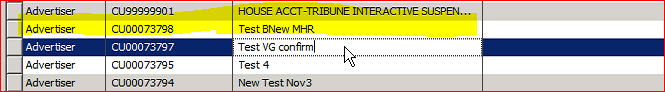 Advertiser CU99999901 HOUSE ACCT-TRIBUNE INTERACTIVE SUSPEN...
Advertiser CU00073798 Test BNew MHR
Advertiser CU00073797 Test VG confirm
Advertiser CU00073795 Test 4
Advertiser CU00073794 New Test Nov3